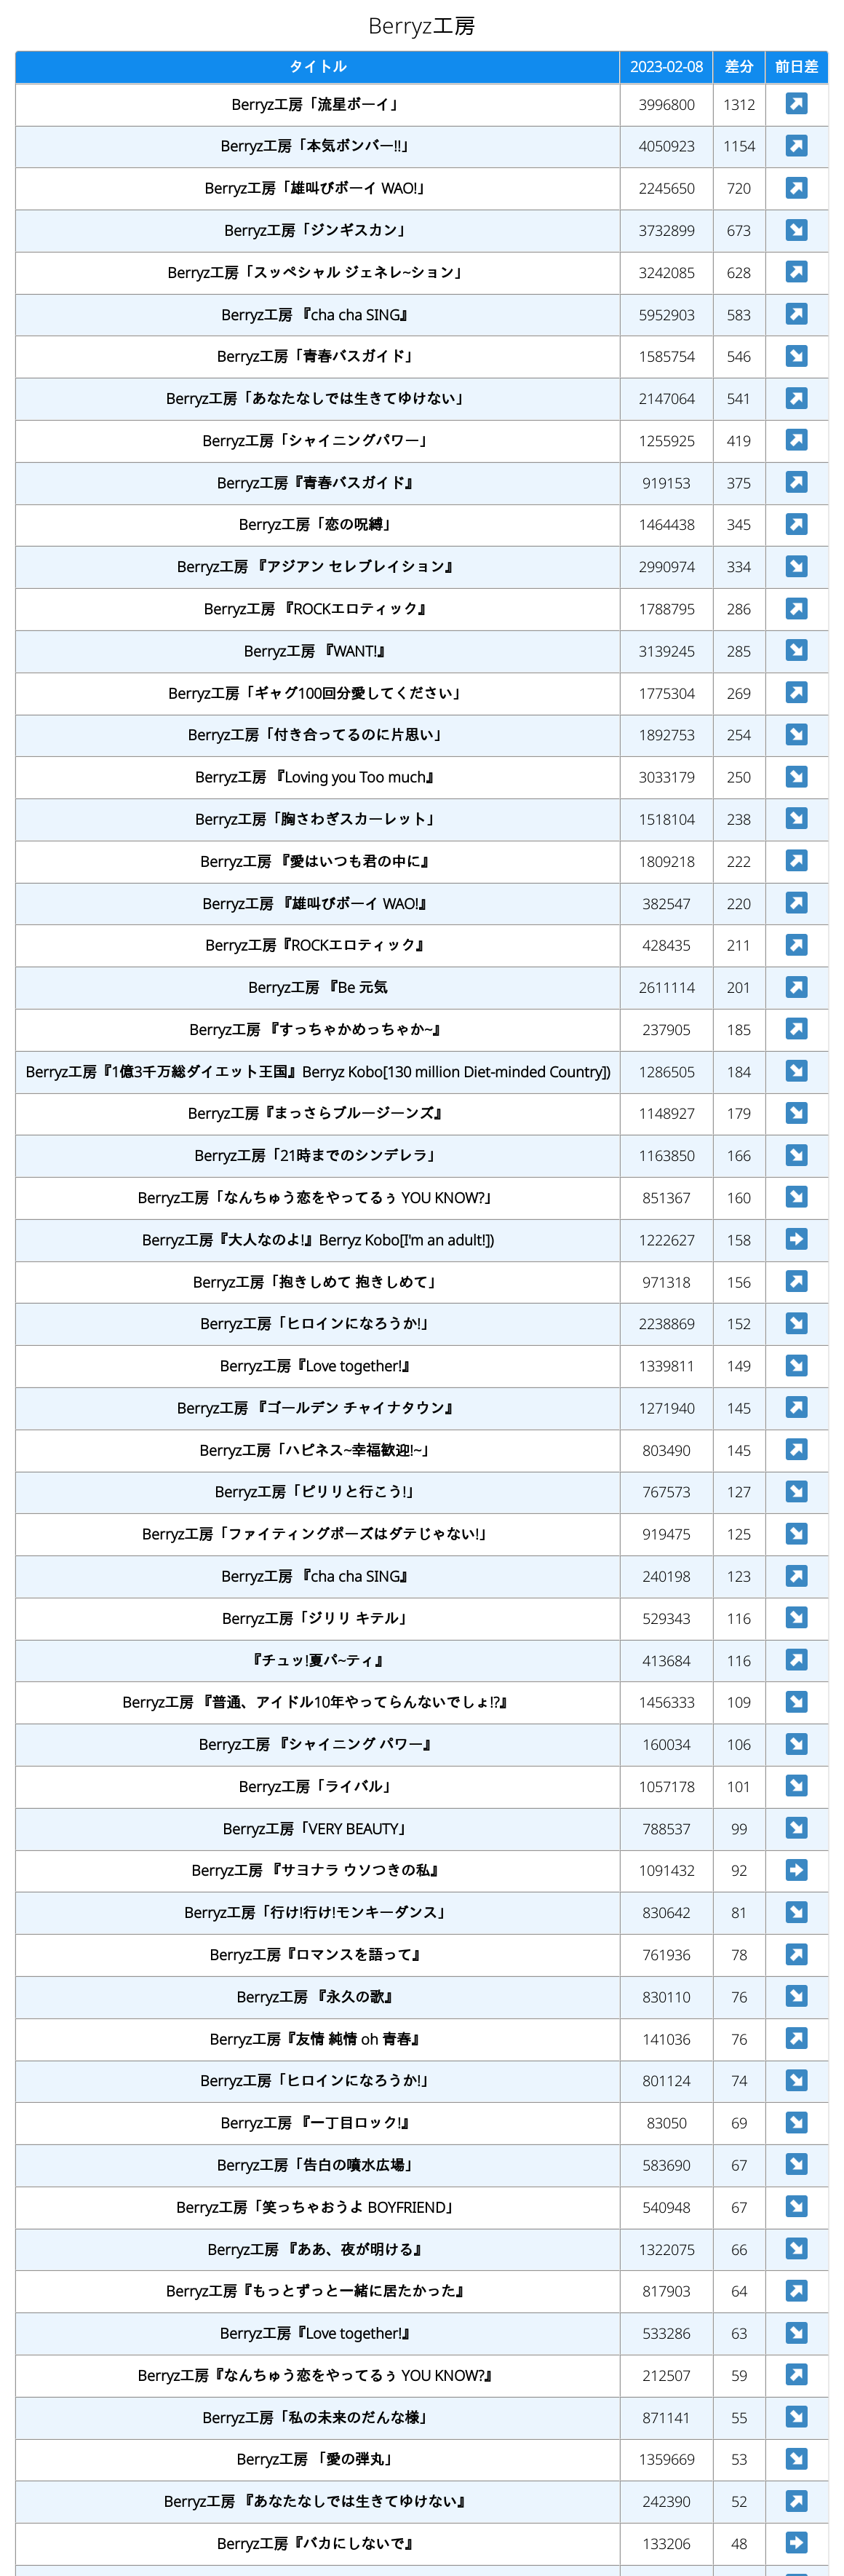 Berryz工房
タイトル 2023-02-08 差分 前日差
Berryz工房「流星ボーイ」 3996800 1312 ↗
Berryz工房「本気ボンバー!!」 4050923 1154 ↗
Berryz工房「雄叫びボーイ WAO!」 2245650 720 ↗
Berryz工房「ジンギスカン」 3732899 673 ↘
Berryz工房「スッペシャル ジェネレ~ション」 3242085 628 ↗
Berryz工房 『cha cha SING』 5952903 583 ↗
Berryz工房「青春バスガイド」 1585754 546 ↘
Berryz工房「あなたなしでは生きてゆけない」 2147064 541 ↗
Berryz工房「シャイニングパワー」 1255925 419 ↗
Berryz工房『青春バスガイド』 919153 375 ↗
Berryz工房「恋の呪縛」 1464438 345 ↗
Berryz工房 『アジアン セレブレイション』 2990974 334 ↘
Berryz工房 『ROCKエロティック』 1788795 286 ↗
Berryz工房 『WANT!』 3139245 285 ↘
Berryz工房「ギャグ100回分愛してください」 1775304 269 ↗
Berryz工房「付き合ってるのに片思い」 1892753 254 ↘
Berryz工房 『Loving you Too much』 3033179 250 ↘
Berryz工房「胸さわぎスカーレット」 1518104 238 ↘
Berryz工房 『愛はいつも君の中に』 1809218 222 ↗
Berryz工房 『雄叫びボーイ WAO!』 382547 220 ↗
Berryz工房『ROCKエロティック』 428435 211 ↗
Berryz工房 『Be 元気 2611114 201 ↗
Berryz工房 『すっちゃかめっちゃか~』 237905 185 ↗
Berryz工房『1億3千万総ダイエット王国』Berryz Kobo[130 million Diet-minded Country]) 1286505 184 ↘
Berryz工房『まっさらブルージーンズ』 1148927 179 ↘
Berryz工房「21時までのシンデレラ」 1163850 166 ↘
Berryz工房「なんちゅう恋をやってるぅ YOU KNOW?」 851367 160 ↘
Berryz工房『大人なのよ!』Berryz Kobo[I'm an adult!]) 1222627 158 ➡
Berryz工房「抱きしめて 抱きしめて」 971318 156 ↗
Berryz工房「ヒロインになろうか!」 2238869 152 ↘
Berryz工房『Love together!』 1339811 149 ↘
Berryz工房 『ゴールデン チャイナタウン』 1271940 145 ↗
Berryz工房「ハピネス~幸福歓迎!~」 803490 145 ↗
Berryz工房「ピリリと行こう!」 767573 127 ↘
Berryz工房「ファイティングポーズはダテじゃない!」 919475 125 ↘
Berryz工房 『cha cha SING』 240198 123 ↗
Berryz工房「ジリリ キテル」 529343 116 ↘
『チュッ!夏パ~ティ』 413684 116 ↗
Berryz工房 『普通、アイドル10年やってらんないでしょ!?』 1456333 109 ↘
Berryz工房 『シャイニング パワー』 160034 106 ↘
Berryz工房「ライバル」 1057178 101 ↘
Berryz工房「VERY BEAUTY」 788537 99 ↘
Berryz工房 『サヨナラ ウソつきの私』 1091432 92 ➡
Berryz工房「行け!行け!モンキーダンス」 830642 81 ↘
Berryz工房『ロマンスを語って』 761936 78 ↗
Berryz工房 『永久の歌』 830110 76 ↘
Berryz工房『友情 純情 oh 青春』 141036 76 ↗
Berryz工房「ヒロインになろうか!」 801124 74 ↘
Berryz工房 『一丁目ロック!』 83050 69 ↘
Berryz工房「告白の噴水広場」 583690 67 ↘
Berryz工房「笑っちゃおうよ BOYFRIEND」 540948 67 ↘
Berryz工房 『ああ、夜が明ける』 1322075 66 ↘
Berryz工房『もっとずっと一緒に居たかった』 817903 64 ↗
Berryz工房『Love together!』 533286 63 ↘
Berryz工房『なんちゅう恋をやってるぅ YOU KNOW?』 212507 59 ↗
Berryz工房「私の未来のだんな様」 871141 55 ↘
Berryz工房 「愛の弾丸」 1359669 53 ↘
Berryz工房 『あなたなしでは生きてゆけない』 242390 52 ↗
Berryz工房『バカにしないで』 133206 48 ➡